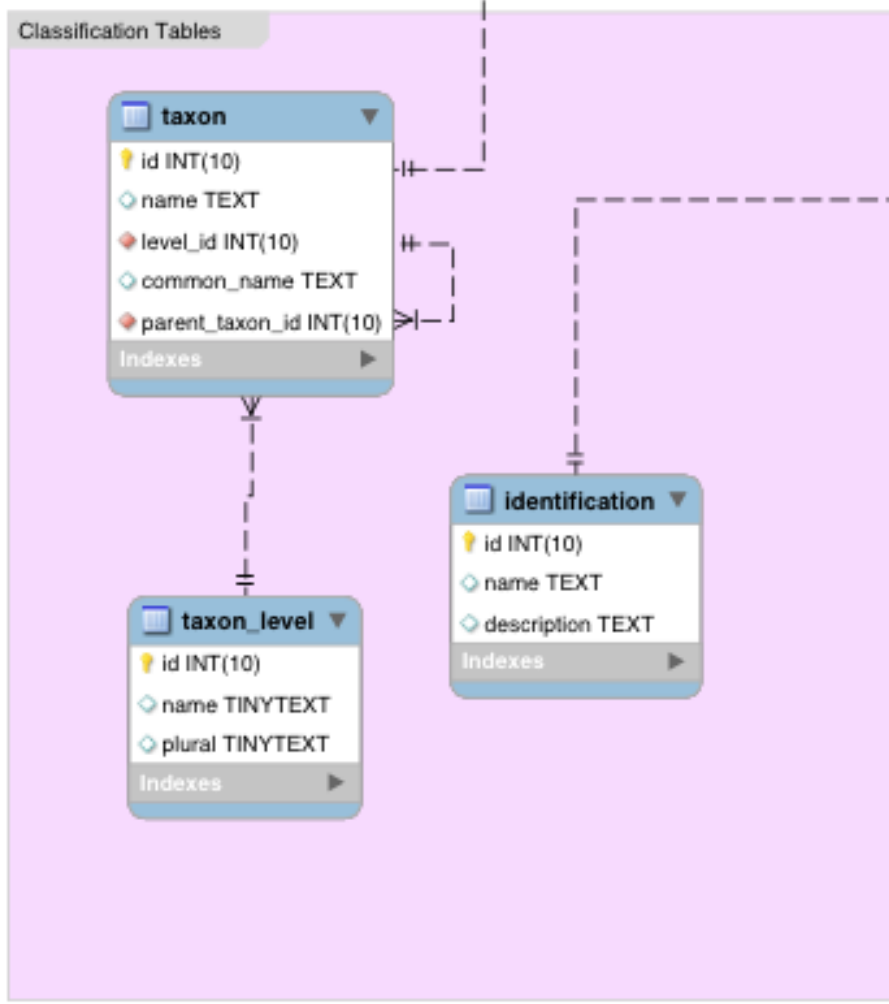 Classification Tables
taxon
id INT(10)
name TEXT
level_id INT(10)
common_name TEXT
parent_taxon_id INT(10)
Indexes
identification
id INT(10)
name TEXT
description TEXT
Indexes
taxon_level
id INT(10)
name TINYTEXT
plural TINYTEXT
Indexes